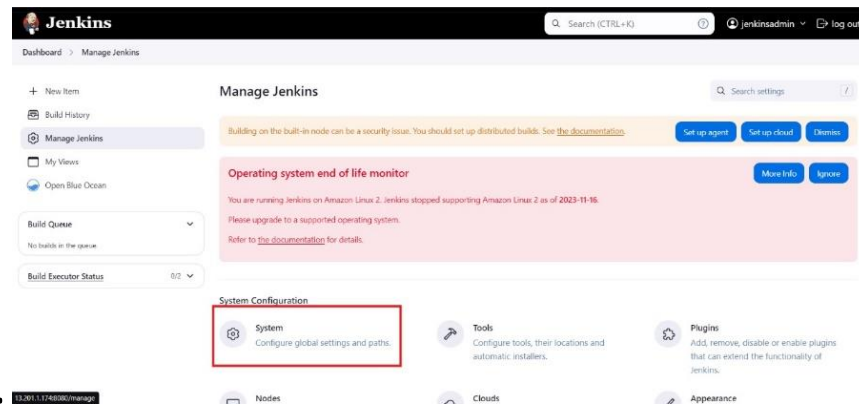 Jenkins
Search (CTRL+K)
jenkinsadmin
log out
Dashboard > Manage Jenkins
+ New Item
Build History
Manage Jenkins
My Views
Open Blue Ocean
Build Queue
No builds in the queue.
Build Executor Status 0/2
Manage Jenkins
Search settings /
Building on the built-in node can be a security issue. You should set up distributed builds. See the documentation.
Set up agent
Set up cloud
Dismiss
Operating system end of life monitor
More Info
Ignore
You are running Jenkins on Amazon Linux 2. Jenkins stopped supporting Amazon Linux 2 as of 2023-11-16.
Please upgrade to a supported operating system.
Refer to the documentation for details.
System Configuration
System
Configure global settings and paths.
Tools
Configure tools, their locations and
automatic installers.
Plugins
Add, remove, disable or enable plugins
that can extend the functionality of
Jenkins.
Nodes
Clouds
Appearance
13.201.1.174:8080/manage